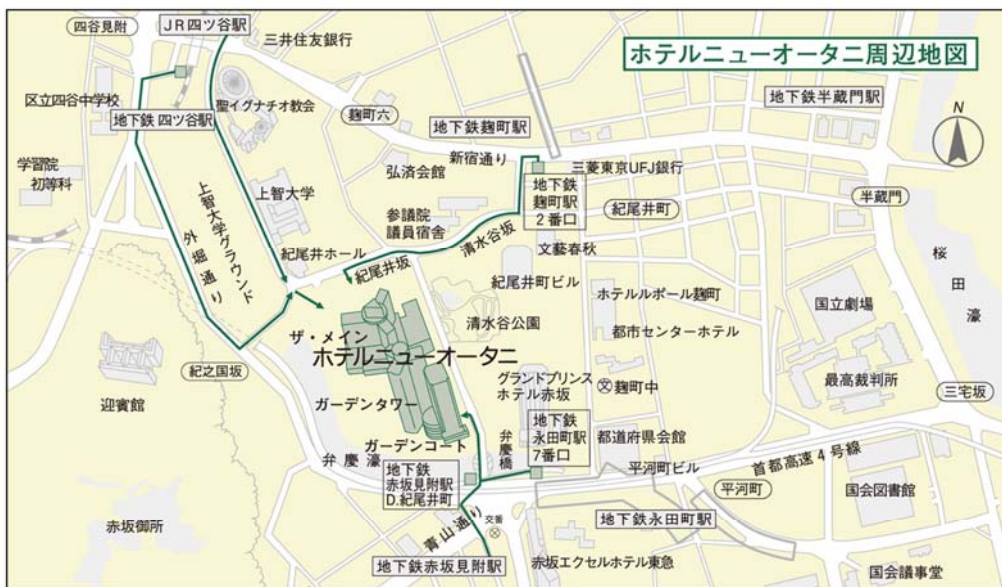 四谷見附
JR四ツ谷駅
三井住友銀行
ホテルニューオータニ周辺地図
区立四谷中学校
地下鉄 四ツ谷駅
聖イグナチオ教会
麹町六
地下鉄麹町駅
地下鉄半蔵門駅
N
新宿通り
学習院
初等科
上智大学
弘済会館
三菱東京UFJ銀行
地下鉄
麹町駅
2番口
紀尾井町
半蔵門
上智大学グラウンド
外堀通り
参議院
議員宿舎
清水谷坂
文藝春秋
桜田濠
紀尾井ホール
紀尾井坂
紀尾井町ビル
ホテルルポール麹町
国立劇場
清水谷公園
都市センターホテル
ザ・メイン
ホテルニューオータニ
紀之国坂
迎賓館
グランドプリンス
ホテル赤坂
文
麹町中
最高裁判所
三宅坂
ガーデンタワー
ガーデンコート
弁慶橋
地下鉄
永田町駅
7番口
都道府県会館
弁慶濠
地下鉄
赤坂見附駅
D.紀尾井町
平河町ビル
首都高速4号線
平河町
国会図書館
赤坂御所
青山通り
交番
地下鉄永田町駅
地下鉄赤坂見附駅
赤坂エクセルホテル東急
国会議事堂